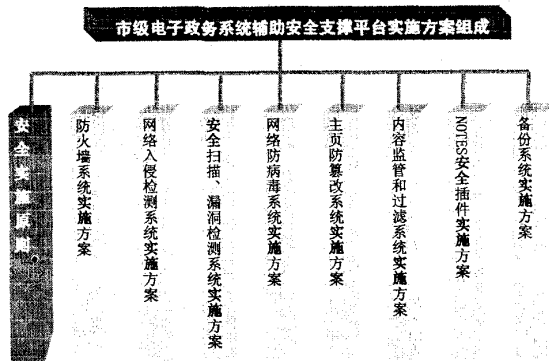 市级电子政务系统辅助安全支撑平台实施方案组成
安全实施原则。
防火墙系统实施方案
网络入侵检测系统实施方案
安全扫描、漏洞检测系统实施方案
网络防病毒系统实施方案
主页防篡改系统实施方案
内容监管和过滤系统实施方案
NOTES安全插件实施方案
备份系统实施方案